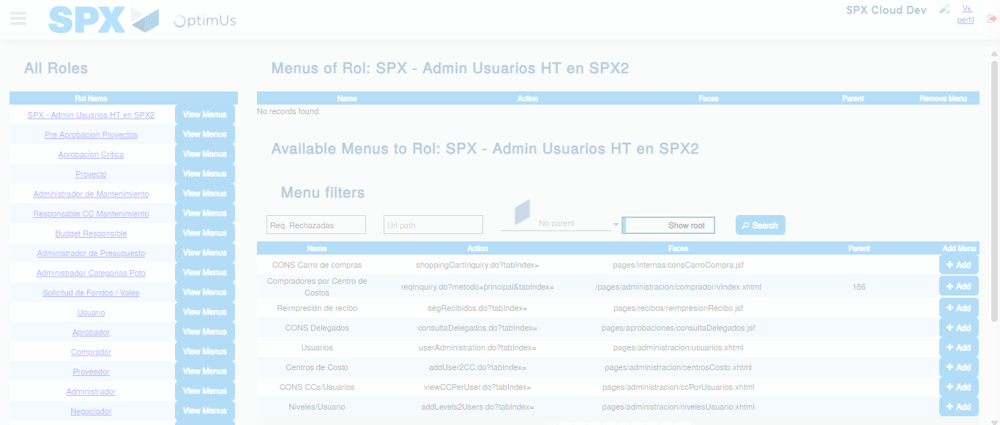 SPX OptimUs
SPX Cloud Dev
Ve
perfil
All Roles
Rol Name
SPX - Admin Usuarios HT en SPX2 View Menus
Pre Aprobacion Proyectos View Menus
Aprobacion Critica View Menus
Proyecto View Menus
Administrador de Mantenimiento View Menus
Responsable CC Mantenimiento View Menus
Budget Responsible View Menus
Administrador de Presupuesto View Menus
Administrador Categorias Ppto View Menus
Solicitud de Fondos / Vales View Menus
Usuario View Menus
Aprobador View Menus
Comprador View Menus
Proveedor View Menus
Administrador View Menus
Negociador View Menus
Menus of Rol: SPX - Admin Usuarios HT en SPX2
Name Action Faces Parent Remove Menu
No records found.
Available Menus to Rol: SPX - Admin Usuarios HT en SPX2
Menu filters
Req. Rechazadas Url path No parent Show root Search
Name Action Faces Parent Add Menu
CONS Carro de compras shoppingCartInquiry.do?tabIndex= pages/internas/consCarroCompra.jsf Add
Compradores por Centro de
Costos reqInquiry.do?metodo=principal&tabIndex= /pages/administracion/comprador/vIndex.xhtml 186 Add
Reimpresión de recibo segRecibidos.do?tabIndex= pages/recibos/reimpresionRecibo.jsf Add
CONS Delegados consultaDelegados.do?tabIndex= pages/aprobaciones/consultaDelegados.jsf Add
Usuarios userAdministration.do?tabIndex= pages/administracion/usuarios.xhtml Add
Centros de Costo addUser2CC.do?tabIndex= pages/administracion/centrosCosto.xhtml Add
CONS CCs/Usuarios viewCCPerUser.do?tabIndex= pages/administracion/ccPorUsuarios.xhtml Add
Niveles/Usuario addLevels2Users.do?tabIndex= pages/administracion/nivelesUsuario.xhtml Add